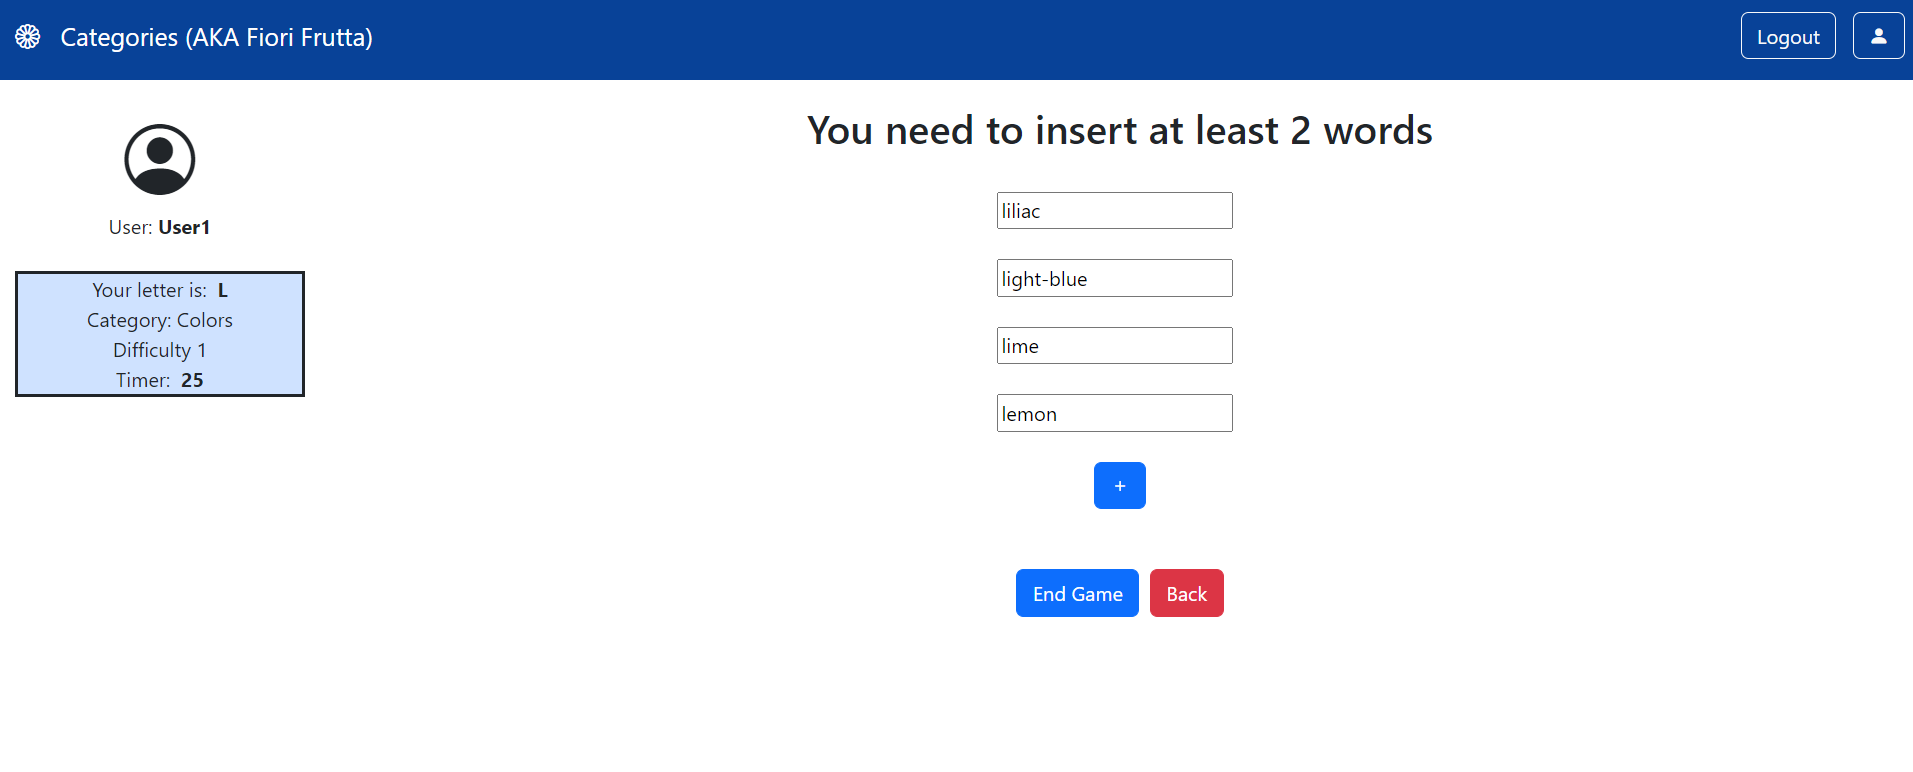 Categories (AKA Fiori Frutta)
Logout
User: User1
Your letter is: L
Category: Colors
Difficulty 1
Timer: 25
You need to insert at least 2 words
liliac
light-blue
lime
lemon
+
End Game
Back